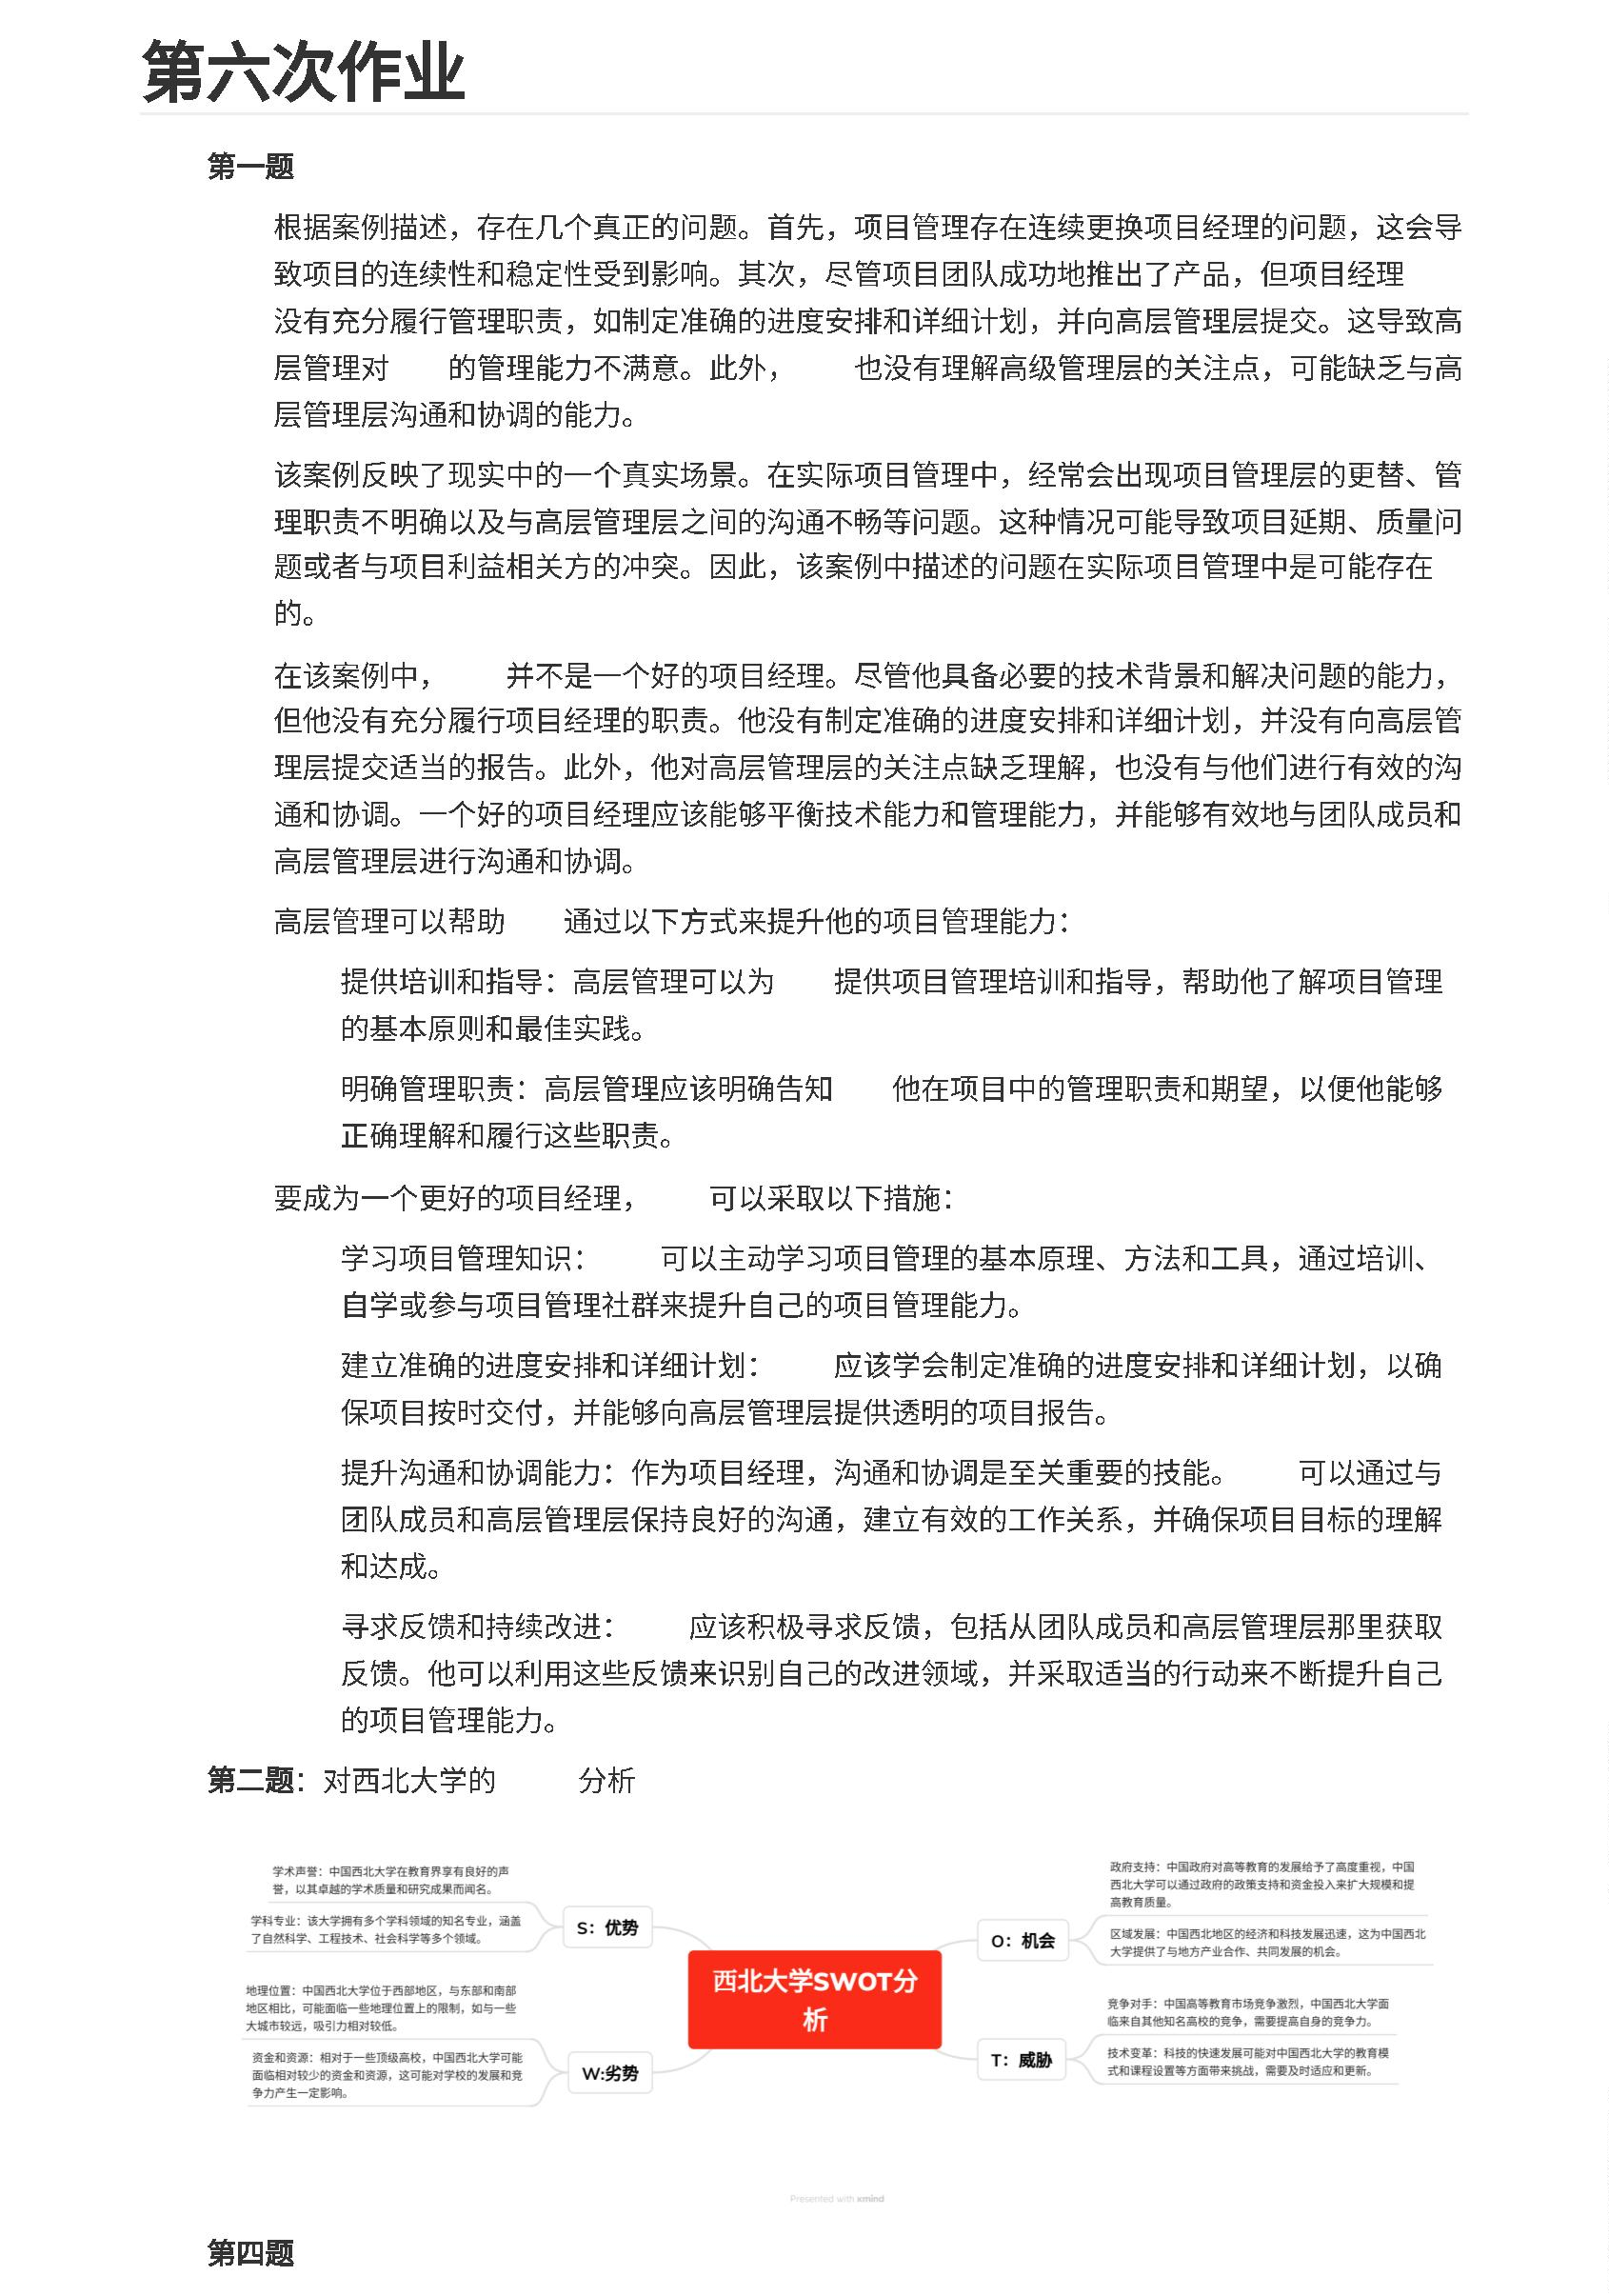 第六次作业
第一题
根据案例描述，存在几个真正的问题。首先，项目管理存在连续更换项目经理的问题，这会导
致项目的连续性和稳定性受到影响。其次，尽管项目团队成功地推出了产品，但项目经理
没有充分履行管理职责，如制定准确的进度安排和详细计划，并向高层管理层提交。这导致高
层管理对 的管理能力不满意。此外， 也没有理解高级管理层的关注点，可能缺乏与高
层管理层沟通和协调的能力。
该案例反映了现实中的一个真实场景。在实际项目管理中，经常会出现项目管理层的更替、管
理职责不明确以及与高层管理层之间的沟通不畅等问题。这种情况可能导致项目延期、质量问
题或者与项目利益相关方的冲突。因此，该案例中描述的问题在实际项目管理中是可能存在
的。
在该案例中， 并不是一个好的项目经理。尽管他具备必要的技术背景和解决问题的能力，
但他没有充分履行项目经理的职责。他没有制定准确的进度安排和详细计划，并没有向高层管
理层提交适当的报告。此外，他对高层管理层的关注点缺乏理解，也没有与他们进行有效的沟
通和协调。一个好的项目经理应该能够平衡技术能力和管理能力，并能够有效地与团队成员和
高层管理层进行沟通和协调。
高层管理可以帮助 通过以下方式来提升他的项目管理能力：
提供培训和指导：高层管理可以为 提供项目管理培训和指导，帮助他了解项目管理
的基本原则和最佳实践。
明确管理职责：高层管理应该明确告知 他在项目中的管理职责和期望，以便他能够
正确理解和履行这些职责。
要成为一个更好的项目经理， 可以采取以下措施：
学习项目管理知识： 可以主动学习项目管理的基本原理、方法和工具，通过培训、
自学或参与项目管理社群来提升自己的项目管理能力。
建立准确的进度安排和详细计划： 应该学会制定准确的进度安排和详细计划，以确
保项目按时交付，并能够向高层管理层提供透明的项目报告。
提升沟通和协调能力：作为项目经理，沟通和协调是至关重要的技能。 可以通过与
团队成员和高层管理层保持良好的沟通，建立有效的工作关系，并确保项目目标的理解
和达成。
寻求反馈和持续改进： 应该积极寻求反馈，包括从团队成员和高层管理层那里获取
反馈。他可以利用这些反馈来识别自己的改进领域，并采取适当的行动来不断提升自己
的项目管理能力。
第二题：对西北大学的 分析
学术声誉：中国西北大学在教育界享有良好的声
誉，以其卓越的学术质量和研究成果而闻名。
学科专业：该大学拥有多个学科领域的知名专业，涵盖
了自然科学、工程技术、社会科学等多个领域。
S：优势
地理位置：中国西北大学位于西部地区，与东部和南部
地区相比，可能面临一些地理位置上的限制，如与一些
大城市较远，吸引力相对较低。
资金和资源：相对于一些顶级高校，中国西北大学可能
面临相对较少的资金和资源，这可能对学校的发展和竞
争力产生一定影响。
W:劣势
西北大学SWOT分
析
政府支持：中国政府对高等教育的发展给予了高度重视，中国
西北大学可以通过政府的政策支持和资金投入来扩大规模和提
高教育质量。
区域发展：中国西北地区的经济和科技发展迅速，这为中国西北
大学提供了与地方产业合作、共同发展的机会。
O：机会
竞争对手：中国高等教育市场竞争激烈，中国西北大学面
临来自其他知名高校的竞争，需要提高自身的竞争力。
技术变革：科技的快速发展可能对中国西北大学的教育模
式和课程设置等方面带来挑战，需要及时适应和更新。
T：威胁
Presented with xmind
第四题